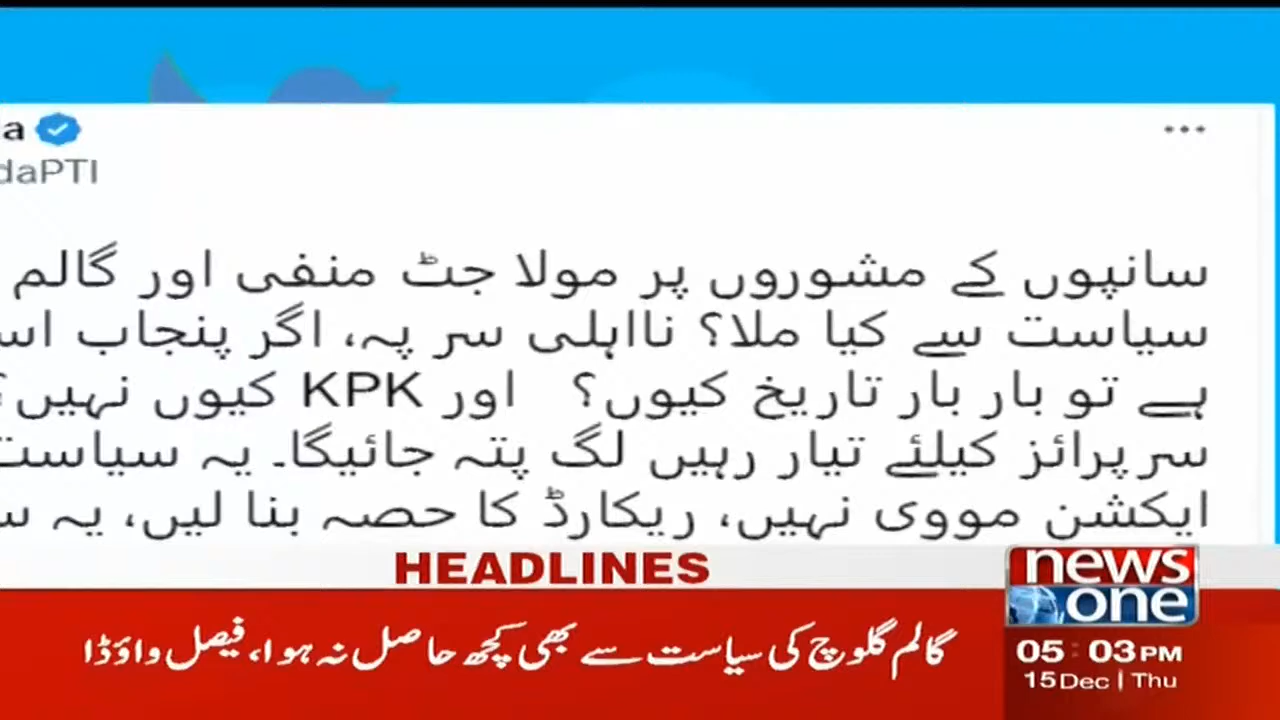 a
daPTI
سانپوں کے مشوروں پر مولا جٹ منفی اور گالم
سیاست سے کیا ملا؟ نااہلی سر پہ، اگر پنجاب اس
ہے تو بار بار تاریخ کیوں؟ اور KPK کیوں نہیں؟
سرپرائز کیلئے تیار رہیں لگ پتہ جائیگا۔ یہ سیاست
ایکشن مووی نہیں، ریکارڈ کا حصہ بنا لیں، یہ س
HEADLINES
گالم گلوچ کی سیاست سے بھی کچھ حاصل نہ ہوا، فیصل واؤڈا
news
one
05:03 PM
15 Dec | Thu